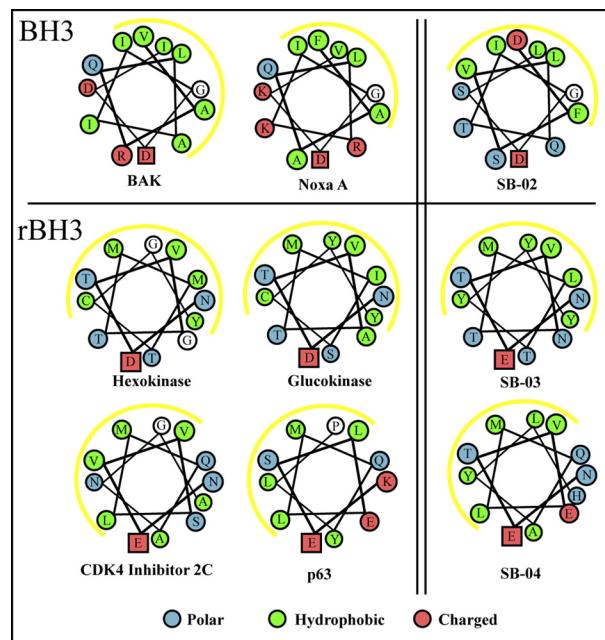 BH3
I V I L
Q G
D A
I A
R D
BAK
I F V L
Q G
K A
K R
A D
Noxa A
I D L L
V G
S F
T Q
S D
SB-02
rBH3
M G V
T M
C N
Y
T G
D T
Hexokinase
M Y V
T I
C N
Y
T A
D S
Glucokinase
M Y V
T L
Y N
Y
T N
E T
SB-03
M G V
V Q
N N
A
L S
E A
CDK4 Inhibitor 2C
M P L
S Q
L K
L E
E Y
p63
M L V
T Q
Y N
H
L E
E A
SB-04
Polar Hydrophobic Charged